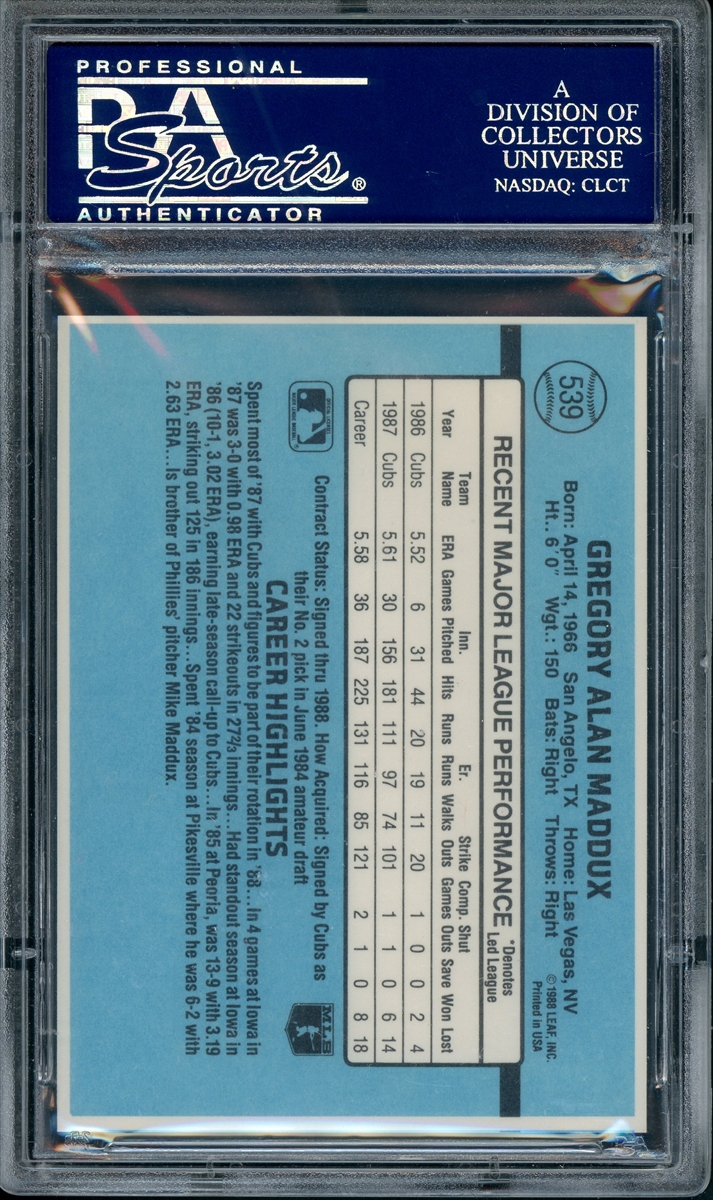 PROFESSIONAL
PSA
Sports®
AUTHENTICATOR
A
DIVISION OF
COLLECTORS
UNIVERSE
NASDAQ: CLCT
539
GREGORY ALAN MADDUX
Born: April 14, 1966 San Angelo, TX Home: Las Vegas, NV
Ht.: 6'0" Wgt.: 150 Bats: Right Throws: Right
© 1988 LEAF, INC.
Printed in USA
RECENT MAJOR LEAGUE PERFORMANCE
*Denotes
Led League
Team Inn. Er. Strike Comp. Shut
Year Name ERA Games Pitched Hits Runs Runs Walks Outs Games Outs Save Won Lost
1986 Cubs 5.52 6 31 44 20 19 11 20 1 0 0 2 4
1987 Cubs 5.61 30 156 181 111 97 74 101 1 1 0 6 14
Career 5.58 36 187 225 131 116 85 121 2 1 0 8 18
OFFICIAL LICENSEE
MAJOR LEAGUE BASEBALL
Contract Status: Signed thru 1988. How Acquired: Signed by Cubs as
their No. 2 pick in June 1984 amateur draft
MLB
CAREER HIGHLIGHTS
Spent most of '87 with Cubs and figures to be part of their rotation in '88... In 4 games at Iowa in
'87 was 3-0 with 0.98 ERA and 22 strikeouts in 27⅔ innings... Had standout season at Iowa in
'86 (10-1, 3.02 ERA), earning late-season call-up to Cubs... In '85 at Peoria, was 13-9 with 3.19
ERA, striking out 125 in 186 innings... Spent '84 season at Pikesville where he was 6-2 with
2.63 ERA... Is brother of Phillies' pitcher Mike Maddux.